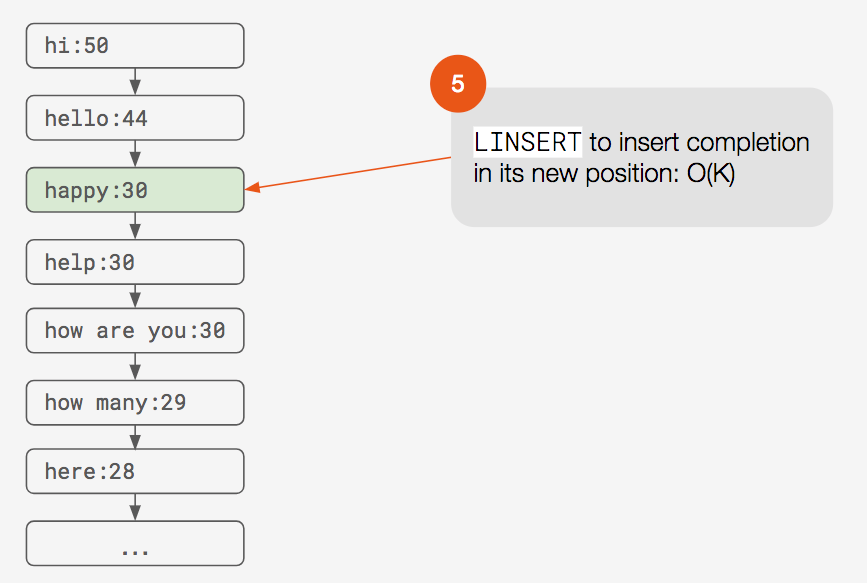 hi:50
hello:44
happy:30
help:30
how are you:30
how many:29
here:28
...
5
LINSERT to insert completion
in its new position: O(K)